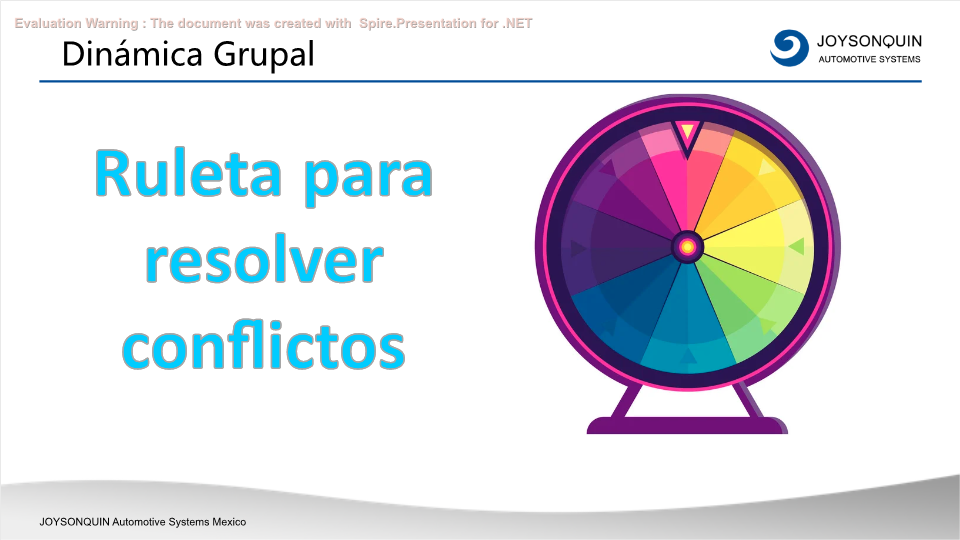 Evaluation Warning : The document was created with Spire.Presentation for .NET
Dinámica Grupal
JOYSONQUIN
AUTOMOTIVE SYSTEMS
Ruleta para
resolver
conflictos
JOYSONQUIN Automotive Systems Mexico